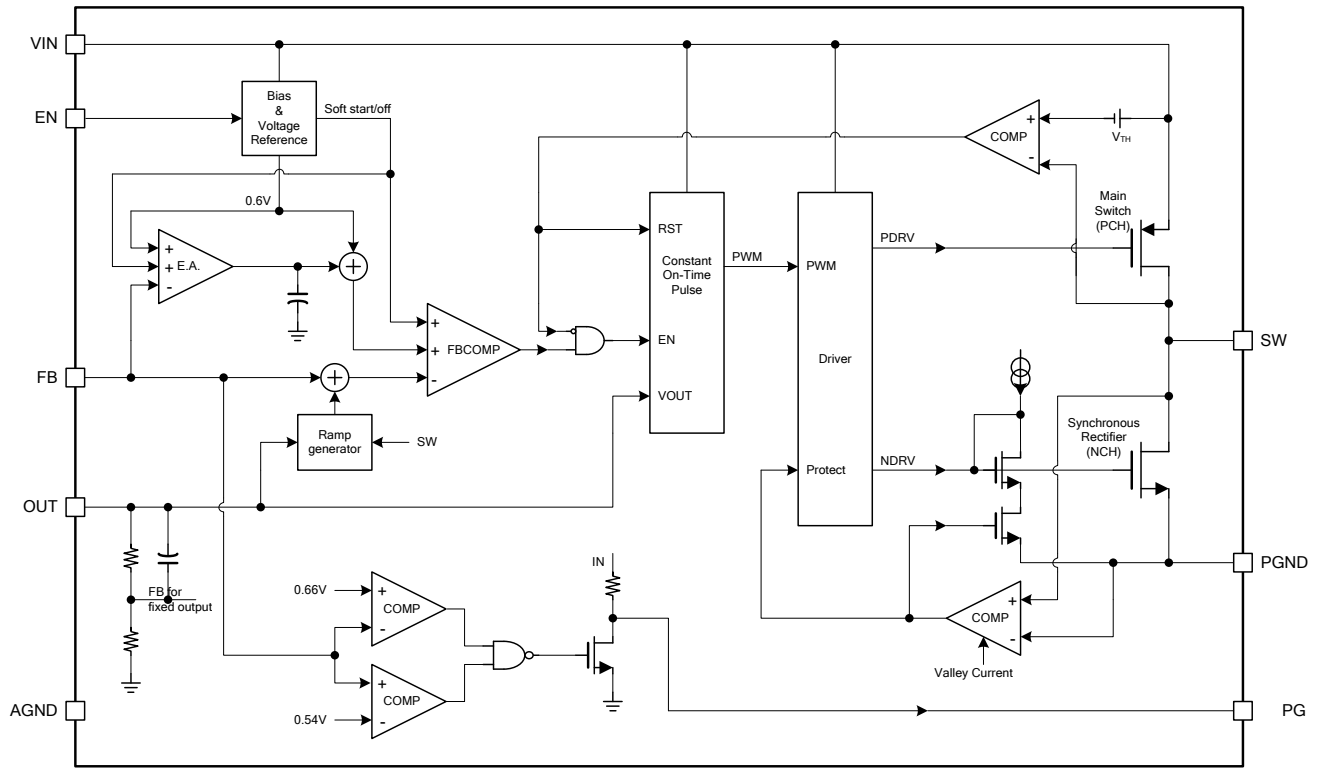 VIN
EN
Bias
&
Voltage
Reference
Soft start/off
+
COMP
-
VTH
0.6V
Main
Switch
(PCH)
+
+ E.A.
-
+
RST
Constant
On-Time
Pulse
EN
VOUT
PWM
PWM
Driver
Protect
PDRV
NDRV
+
+ FBCOMP
-
FB
+
Ramp
generator
SW
SW
Synchronous
Rectifier
(NCH)
OUT
FB for
fixed output
PGND
0.66V
+
COMP
-
IN
+
COMP
-
Valley Current
+
COMP
-
0.54V
AGND
PG